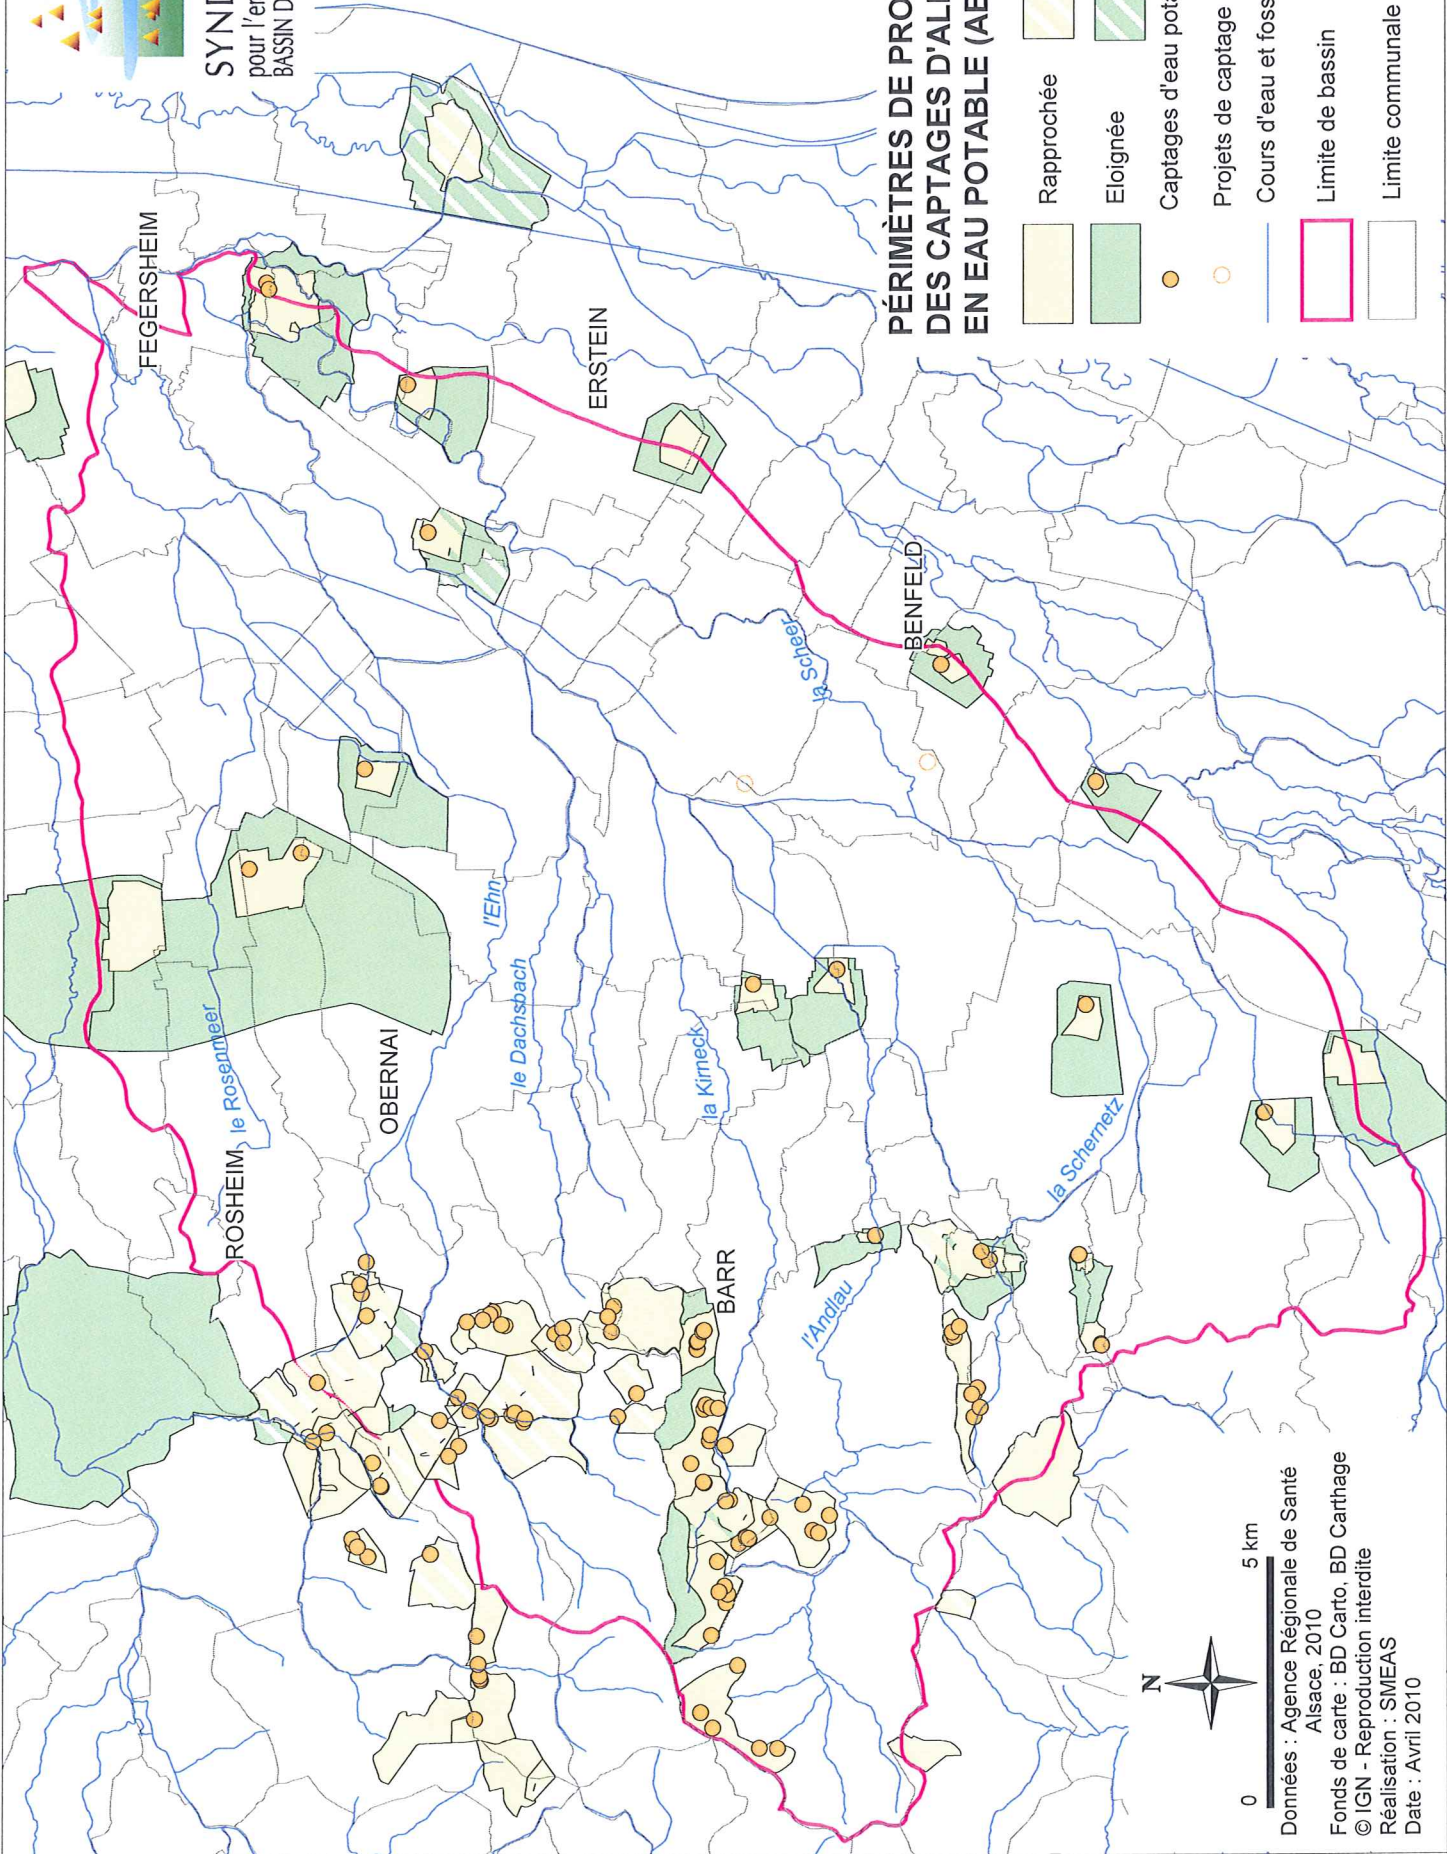 SYND
pour l'en
BASSIN D
FEGERSHEIM
ERSTEIN
BENFELD
la Scheer
ROSHEIM
le Rosenmeer
OBERNAI
l'Ehn
le Dachsbach
la Kirneck
BARR
l'Andlau
la Schernetz
PÉRIMÈTRES DE PRO
DES CAPTAGES D'ALI
EN EAU POTABLE (AE
Rapprochée
Eloignée
Captages d'eau pota
Projets de captage
Cours d'eau et foss
Limite de bassin
Limite communale
N
0 5 km
Données : Agence Régionale de Santé
Alsace, 2010
Fonds de carte : BD Carto, BD Carthage
© IGN - Reproduction interdite
Réalisation : SMEAS
Date : Avril 2010